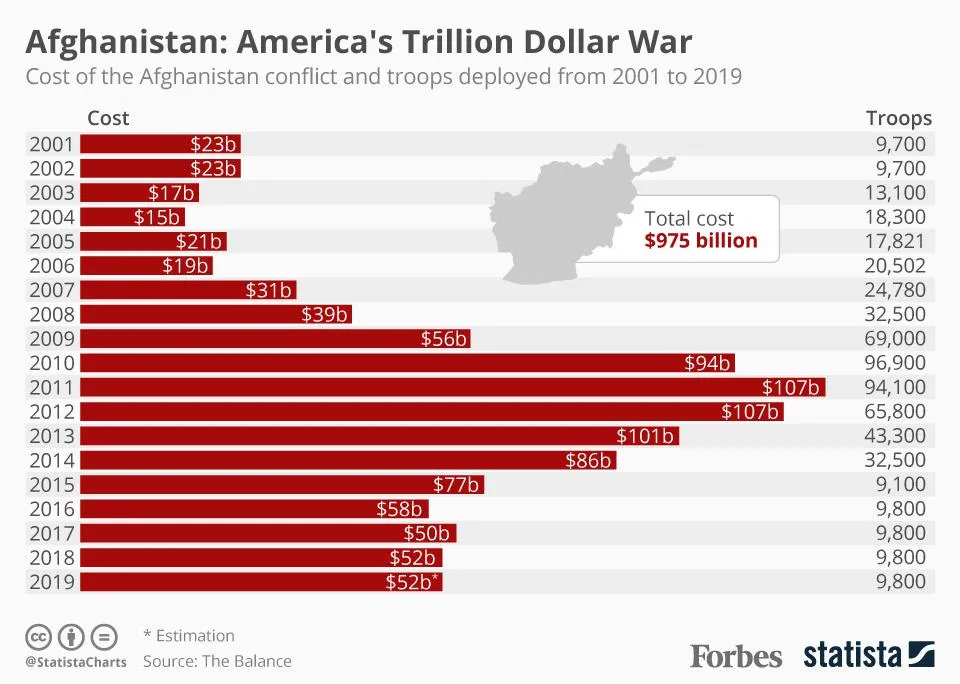 Afghanistan: America's Trillion Dollar War
Cost of the Afghanistan conflict and troops deployed from 2001 to 2019
Cost Troops
2001 $23b 9,700
2002 $23b 9,700
2003 $17b 13,100
2004 $15b 18,300
Total cost
2005 $21b 17,821
$975 billion
2006 $19b 20,502
2007 $31b 24,780
2008 $39b 32,500
2009 $56b 69,000
2010 $94b 96,900
2011 $107b 94,100
2012 $107b 65,800
2013 $101b 43,300
2014 $86b 32,500
2015 $77b 9,100
2016 $58b 9,800
2017 $50b 9,800
2018 $52b 9,800
2019 $52b* 9,800
cc
@StatistaCharts
* Estimation
Source: The Balance
Forbes statista